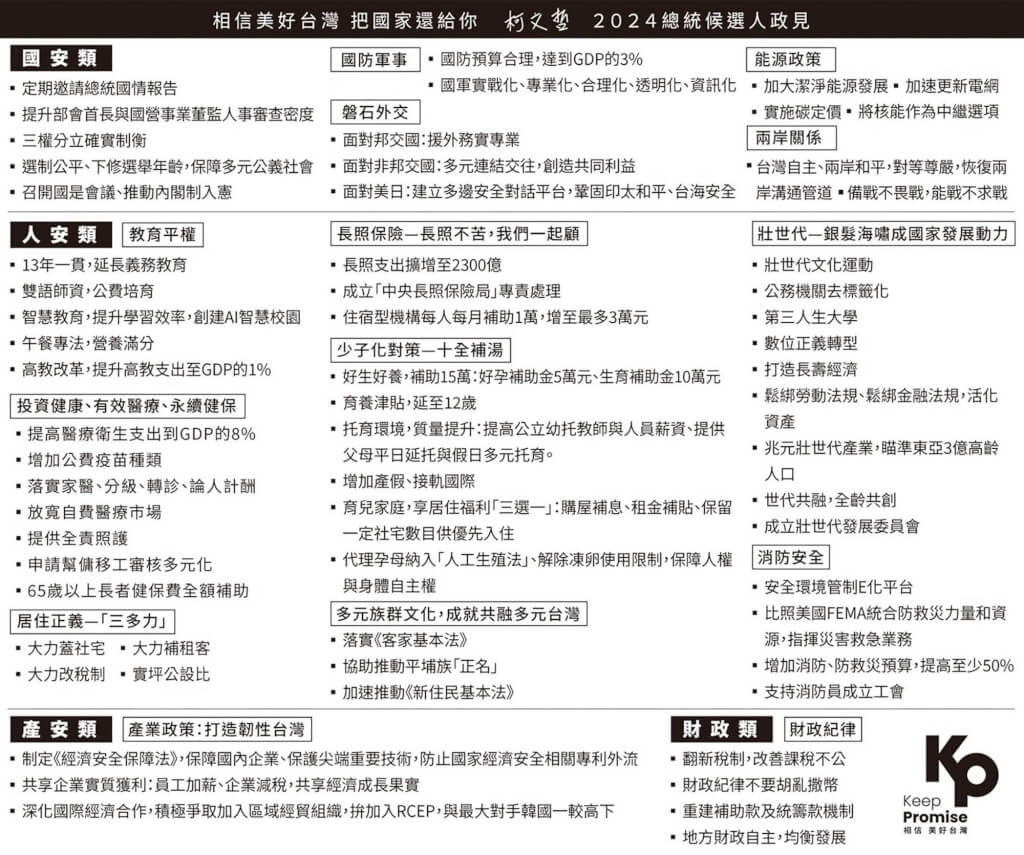 相信美好台灣 把國家還給你 柯文哲 2024總統候選人政見
國安類
▪ 定期邀請總統國情報告
▪ 提升部會首長與國營事業董監人事審查密度
▪ 三權分立確實制衡
▪ 選制公平、下修選舉年齡，保障多元公義社會
▪ 召開國是會議、推動內閣制入憲
國防軍事
▪ 國防預算合理，達到GDP的3%
▪ 國軍實戰化、專業化、合理化、透明化、資訊化
磐石外交
▪ 面對邦交國：援外務實專業
▪ 面對非邦交國：多元連結交往，創造共同利益
▪ 面對美日：建立多邊安全對話平台，鞏固印太和平、台海安全
能源政策
▪ 加大潔淨能源發展 ▪ 加速更新電網
▪ 實施碳定價 ▪ 將核能作為中繼選項
兩岸關係
▪ 台灣自主、兩岸和平，對等尊嚴，恢復兩
岸溝通管道 ▪ 備戰不畏戰，能戰不求戰
人安類
教育平權
▪ 13年一貫，延長義務教育
▪ 雙語師資，公費培育
▪ 智慧教育，提升學習效率，創建AI智慧校園
▪ 午餐專法，營養滿分
▪ 高教改革，提升高教支出至GDP的1%
投資健康、有效醫療、永續健保
▪ 提高醫療衛生支出到GDP的8%
▪ 增加公費疫苗種類
▪ 落實家醫、分級、轉診、論人計酬
▪ 放寬自費醫療市場
▪ 提供全責照護
▪ 申請幫傭移工審核多元化
▪ 65歲以上長者健保費全額補助
居住正義—「三多力」
▪ 大力蓋社宅 ▪ 大力補租客
▪ 大力改稅制 ▪ 實坪公設比
長照保險—長照不苦，我們一起顧
▪ 長照支出擴增至2300億
▪ 成立「中央長照保險局」專責處理
▪ 住宿型機構每人每月補助1萬，增至最多3萬元
少子化對策—十全補湯
▪ 好生好養，補助15萬：好孕補助金5萬元、生育補助金10萬元
▪ 育養津貼，延至12歲
▪ 托育環境，質量提升：提高公立幼托教師與人員薪資、提供
父母平日延托與假日多元托育。
▪ 增加產假、接軌國際
▪ 育兒家庭，享居住福利「三選一」：購屋補息、租金補貼、保留
一定社宅數目供優先入住
▪ 代理孕母納入「人工生殖法」、解除凍卵使用限制，保障人權
與身體自主權
多元族群文化，成就共融多元台灣
▪ 落實《客家基本法》
▪ 協助推動平埔族「正名」
▪ 加速推動《新住民基本法》
壯世代—銀髮海嘯成國家發展動力
▪ 壯世代文化運動
▪ 公務機關去標籤化
▪ 第三人生大學
▪ 數位正義轉型
▪ 打造長壽經濟
▪ 鬆綁勞動法規、鬆綁金融法規，活化
資產
▪ 兆元壯世代產業，瞄準東亞3億高齡
人口
▪ 世代共融，全齡共創
▪ 成立壯世代發展委員會
消防安全
▪ 安全環境管制E化平台
▪ 比照美國FEMA統合防救災力量和資
源，指揮災害救急業務
▪ 增加消防、防救災預算，提高至少50%
▪ 支持消防員成立工會
產安類
產業政策：打造韌性台灣
▪ 制定《經濟安全保障法》，保障國內企業、保護尖端重要技術，防止國家經濟安全相關專利外流
▪ 共享企業實質獲利：員工加薪、企業減稅，共享經濟成長果實
▪ 深化國際經濟合作，積極爭取加入區域經貿組織，拚加入RCEP，與最大對手韓國一較高下
財政類
財政紀律
▪ 翻新稅制，改善課稅不公
▪ 財政紀律不要胡亂撒幣
▪ 重建補助款及統籌款機制
▪ 地方財政自主，均衡發展
Kp
Keep
Promise
相信 美好台灣